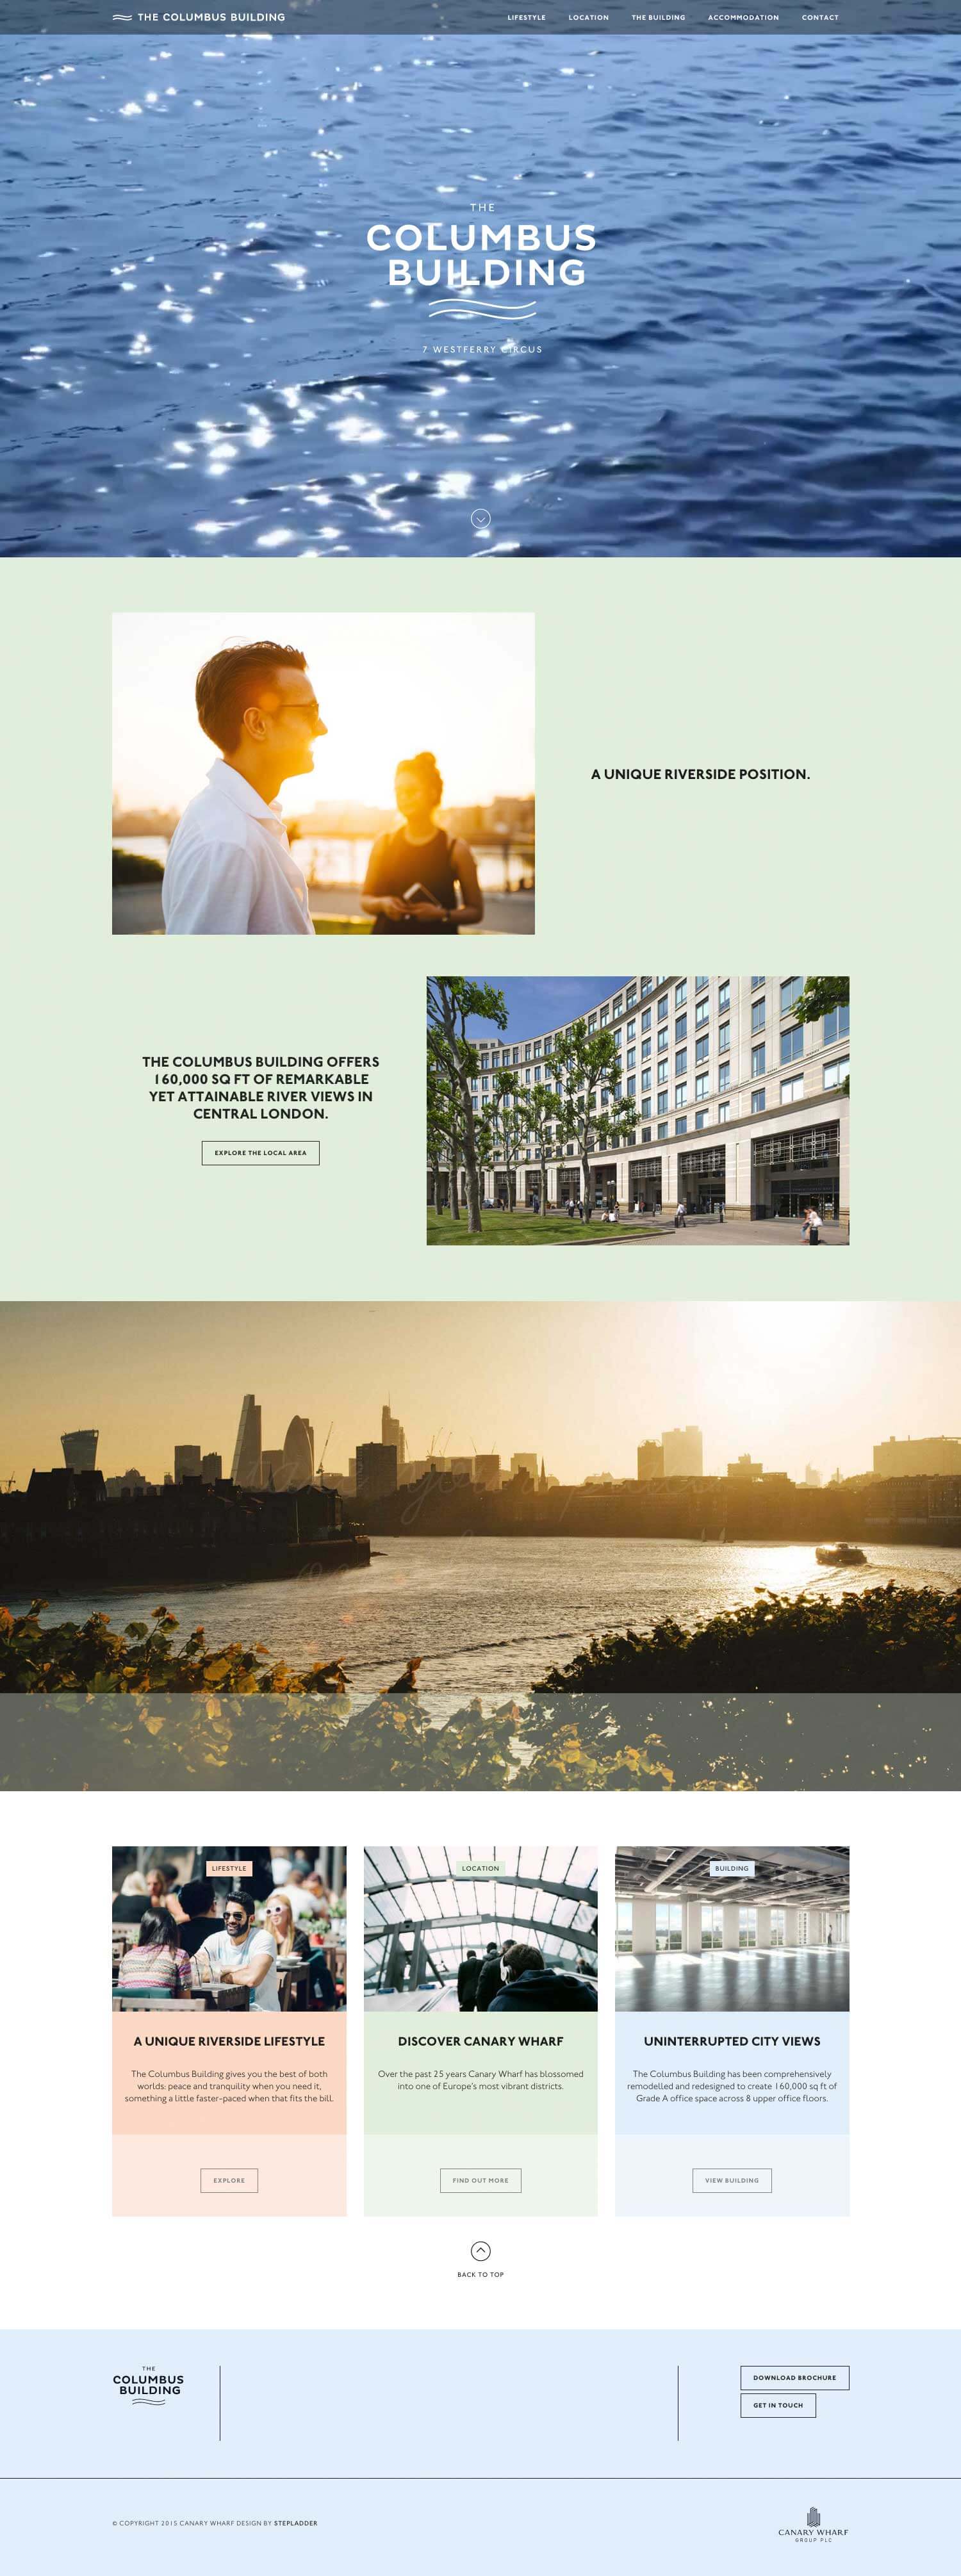 THE COLUMBUS BUILDING
LIFESTYLE LOCATION THE BUILDING ACCOMMODATION CONTACT
THE
COLUMBUS
BUILDING
7 WESTFERRY CIRCUS
A UNIQUE RIVERSIDE POSITION.
THE COLUMBUS BUILDING OFFERS
160,000 SQ FT OF REMARKABLE
YET ATTAINABLE RIVER VIEWS IN
CENTRAL LONDON.
EXPLORE THE LOCAL AREA
LIFESTYLE
A UNIQUE RIVERSIDE LIFESTYLE
The Columbus Building gives you the best of both
worlds: peace and tranquility when you need it,
something a little faster-paced when that fits the bill.
EXPLORE
LOCATION
DISCOVER CANARY WHARF
Over the past 25 years Canary Wharf has blossomed
into one of Europe's most vibrant districts.
FIND OUT MORE
BUILDING
UNINTERRUPTED CITY VIEWS
The Columbus Building has been comprehensively
remodelled and redesigned to create 160,000 sq ft of
Grade A office space across 8 upper office floors.
VIEW BUILDING
BACK TO TOP
THE
COLUMBUS
BUILDING
DOWNLOAD BROCHURE
GET IN TOUCH
© COPYRIGHT 2015 CANARY WHARF DESIGN BY STEPLADDER
CANARY WHARF
GROUP PLC